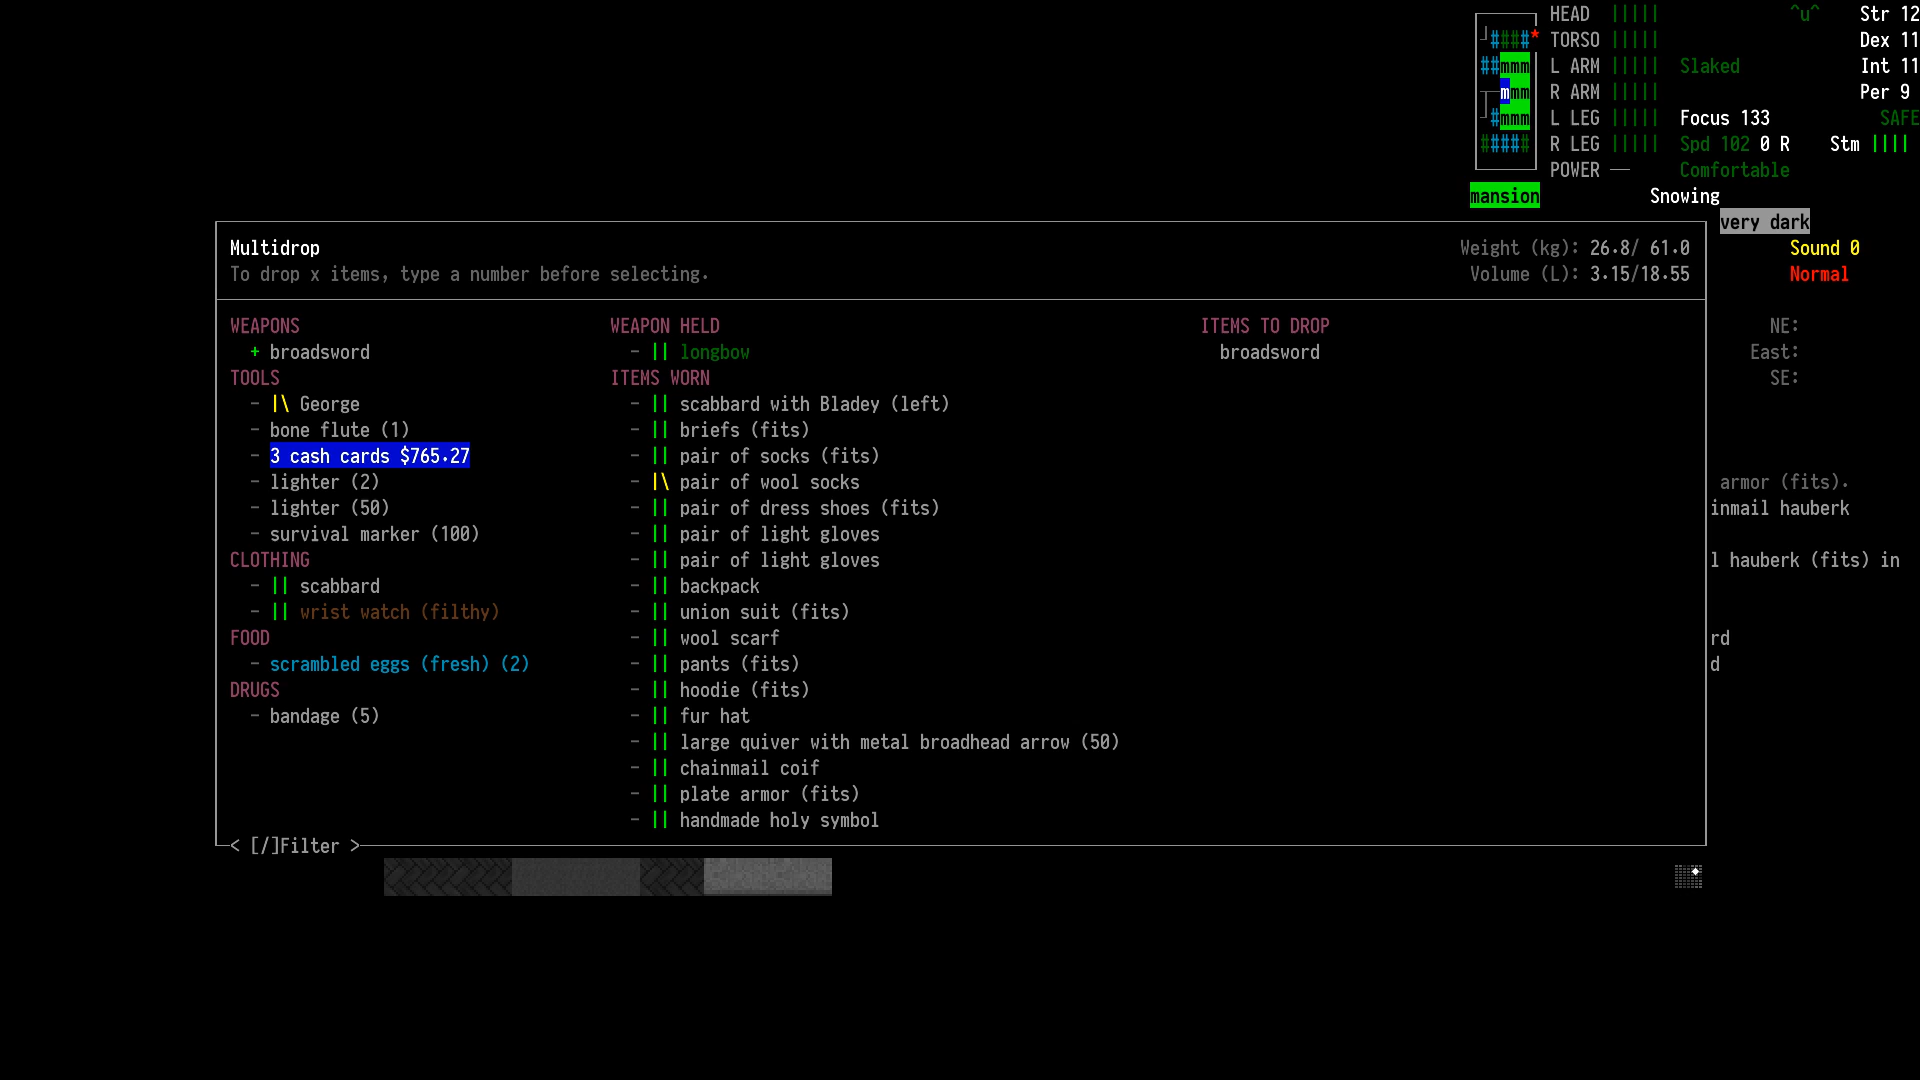 HEAD ||||| ^u^ Str 12
TORSO ||||| Dex 11
L ARM ||||| Slaked Int 11
R ARM ||||| Per 9
L LEG ||||| Focus 133 SAFE
R LEG ||||| Spd 102 0 R Stm ||||
POWER -- Comfortable
mansion Snowing
very dark
Sound 0
Normal
Multidrop
Weight (kg): 26.8/ 61.0
To drop x items, type a number before selecting.
Volume (L): 3.15/18.55
WEAPONS
+ broadsword
TOOLS
- |\ George
- bone flute (1)
- 3 cash cards $765.27
- lighter (2)
- lighter (50)
- survival marker (100)
CLOTHING
- || scabbard
- || wrist watch (filthy)
FOOD
- scrambled eggs (fresh) (2)
DRUGS
- bandage (5)
WEAPON HELD
- || longbow
ITEMS WORN
- || scabbard with Bladey (left)
- || briefs (fits)
- || pair of socks (fits)
- |\ pair of wool socks
- || pair of dress shoes (fits)
- || pair of light gloves
- || pair of light gloves
- || backpack
- || union suit (fits)
- || wool scarf
- || pants (fits)
- || hoodie (fits)
- || fur hat
- || large quiver with metal broadhead arrow (50)
- || chainmail coif
- || plate armor (fits)
- || handmade holy symbol
ITEMS TO DROP
broadsword
< [/]Filter >
NE:
East:
SE:
armor (fits).
inmail hauberk
l hauberk (fits) in
rd
d